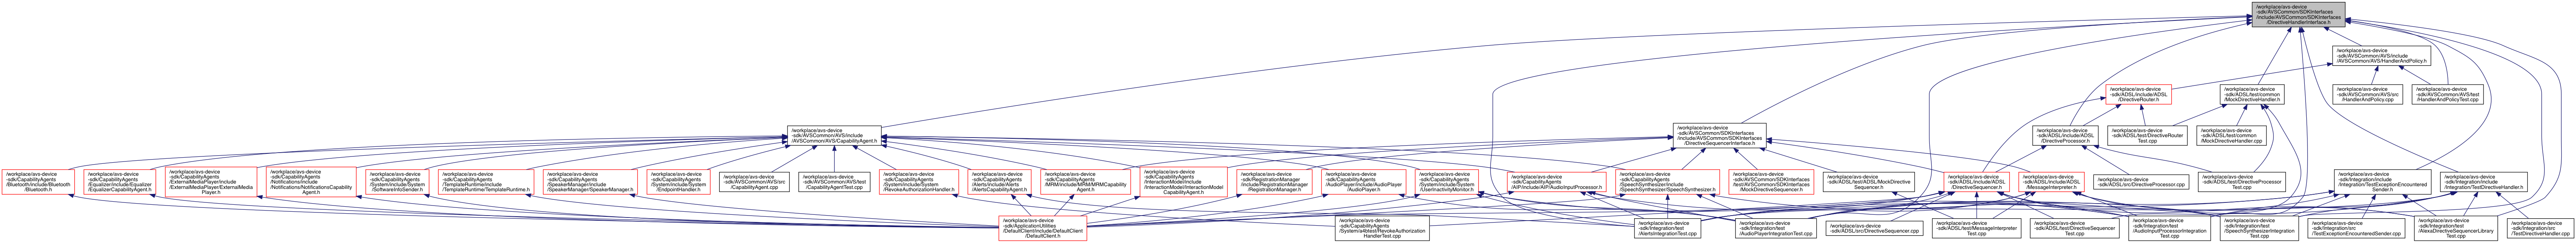 /workplace/avs-device
-sdk/AVSCommon/SDKInterfaces
/include/AVSCommon/SDKInterfaces
/DirectiveHandlerInterface.h
/workplace/avs-device
-sdk/AVSCommon/AVS/include
/AVSCommon/AVS/HandlerAndPolicy.h
/workplace/avs-device
-sdk/ADSL/include/ADSL
/DirectiveRouter.h
/workplace/avs-device
-sdk/ADSL/test/common
/MockDirectiveHandler.h
/workplace/avs-device
-sdk/AVSCommon/AVS/src
/HandlerAndPolicy.cpp
/workplace/avs-device
-sdk/AVSCommon/AVS/test
/HandlerAndPolicyTest.cpp
/workplace/avs-device
-sdk/AVSCommon/AVS/include
/AVSCommon/AVS/CapabilityAgent.h
/workplace/avs-device
-sdk/AVSCommon/SDKInterfaces
/include/AVSCommon/SDKInterfaces
/DirectiveSequencerInterface.h
/workplace/avs-device
-sdk/ADSL/include/ADSL
/DirectiveProcessor.h
/workplace/avs-device
-sdk/ADSL/test/DirectiveRouter
Test.cpp
/workplace/avs-device
-sdk/ADSL/test/common
/MockDirectiveHandler.cpp
/workplace/avs-device
-sdk/CapabilityAgents
/Bluetooth/include/Bluetooth
/Bluetooth.h
/workplace/avs-device
-sdk/CapabilityAgents
/Equalizer/include/Equalizer
/EqualizerCapabilityAgent.h
/workplace/avs-device
-sdk/CapabilityAgents
/ExternalMediaPlayer/include
/ExternalMediaPlayer/ExternalMedia
Player.h
/workplace/avs-device
-sdk/CapabilityAgents
/Notifications/include
/Notifications/NotificationsCapability
Agent.h
/workplace/avs-device
-sdk/CapabilityAgents
/System/include/System
/SoftwareInfoSender.h
/workplace/avs-device
-sdk/CapabilityAgents
/TemplateRuntime/include
/TemplateRuntime/TemplateRuntime.h
/workplace/avs-device
-sdk/CapabilityAgents
/SpeakerManager/include
/SpeakerManager/SpeakerManager.h
/workplace/avs-device
-sdk/CapabilityAgents
/System/include/System
/EndpointHandler.h
/workplace/avs-device
-sdk/AVSCommon/AVS/src
/CapabilityAgent.cpp
/workplace/avs-device
-sdk/AVSCommon/AVS/test
/CapabilityAgentTest.cpp
/workplace/avs-device
-sdk/CapabilityAgents
/System/include/System
/RevokeAuthorizationHandler.h
/workplace/avs-device
-sdk/CapabilityAgents
/Alerts/include/Alerts
/AlertsCapabilityAgent.h
/workplace/avs-device
-sdk/CapabilityAgents
/MRM/include/MRM/MRMCapability
Agent.h
/workplace/avs-device
-sdk/CapabilityAgents
/InteractionModel/include
/InteractionModel/InteractionModel
CapabilityAgent.h
/workplace/avs-device
-sdk/RegistrationManager
/include/RegistrationManager
/RegistrationManager.h
/workplace/avs-device
-sdk/CapabilityAgents
/AudioPlayer/include/AudioPlayer
/AudioPlayer.h
/workplace/avs-device
-sdk/CapabilityAgents
/System/include/System
/UserInactivityMonitor.h
/workplace/avs-device
-sdk/CapabilityAgents
/AIP/include/AIP/AudioInputProcessor.h
/workplace/avs-device
-sdk/CapabilityAgents
/SpeechSynthesizer/include
/SpeechSynthesizer/SpeechSynthesizer.h
/workplace/avs-device
-sdk/AVSCommon/SDKInterfaces
/test/AVSCommon/SDKInterfaces
/MockDirectiveSequencer.h
/workplace/avs-device
-sdk/ADSL/test/ADSL/MockDirective
Sequencer.h
/workplace/avs-device
-sdk/ADSL/include/ADSL
/DirectiveSequencer.h
/workplace/avs-device
-sdk/ADSL/include/ADSL
/MessageInterpreter.h
/workplace/avs-device
-sdk/ADSL/src/DirectiveProcessor.cpp
/workplace/avs-device
-sdk/ADSL/test/DirectiveProcessor
Test.cpp
/workplace/avs-device
-sdk/Integration/include
/Integration/TestExceptionEncountered
Sender.h
/workplace/avs-device
-sdk/Integration/include
/Integration/TestDirectiveHandler.h
/workplace/avs-device
-sdk/ApplicationUtilities
/DefaultClient/include/DefaultClient
/DefaultClient.h
/workplace/avs-device
-sdk/CapabilityAgents
/System/a4btest/RevokeAuthorization
HandlerTest.cpp
/workplace/avs-device
-sdk/Integration/test
/AlertsIntegrationTest.cpp
/workplace/avs-device
-sdk/Integration/test
/AudioPlayerIntegrationTest.cpp
/workplace/avs-device
-sdk/ADSL/src/DirectiveSequencer.cpp
/workplace/avs-device
-sdk/ADSL/test/MessageInterpreter
Test.cpp
/workplace/avs-device
-sdk/ADSL/test/DirectiveSequencer
Test.cpp
/workplace/avs-device
-sdk/Integration/test
/AudioInputProcessorIntegration
Test.cpp
/workplace/avs-device
-sdk/Integration/test
/SpeechSynthesizerIntegration
Test.cpp
/workplace/avs-device
-sdk/Integration/src
/TestExceptionEncounteredSender.cpp
/workplace/avs-device
-sdk/Integration/test
/AlexaDirectiveSequencerLibrary
Test.cpp
/workplace/avs-device
-sdk/Integration/src
/TestDirectiveHandler.cpp